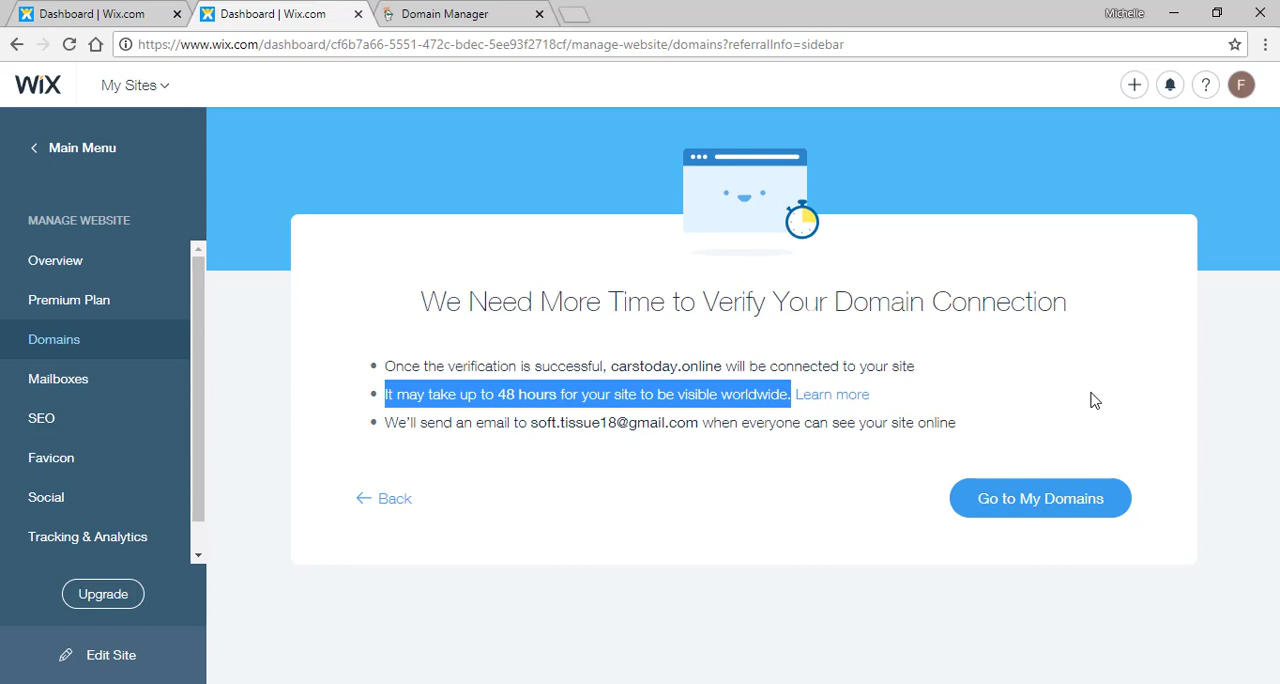 Dashboard | Wix.com
Dashboard | Wix.com
Domain Manager
Michelle
https://www.wix.com/dashboard/cf6b7a66-5551-472c-bdec-5ee93f2718cf/manage-website/domains?referralInfo=sidebar
WiX
My Sites
?
F
Main Menu
MANAGE WEBSITE
Overview
Premium Plan
Domains
Mailboxes
SEO
Favicon
Social
Tracking & Analytics
Upgrade
Edit Site
We Need More Time to Verify Your Domain Connection
• Once the verification is successful, carstoday.online will be connected to your site
• It may take up to 48 hours for your site to be visible worldwide. Learn more
• We'll send an email to soft.tissue18@gmail.com when everyone can see your site online
Back
Go to My Domains